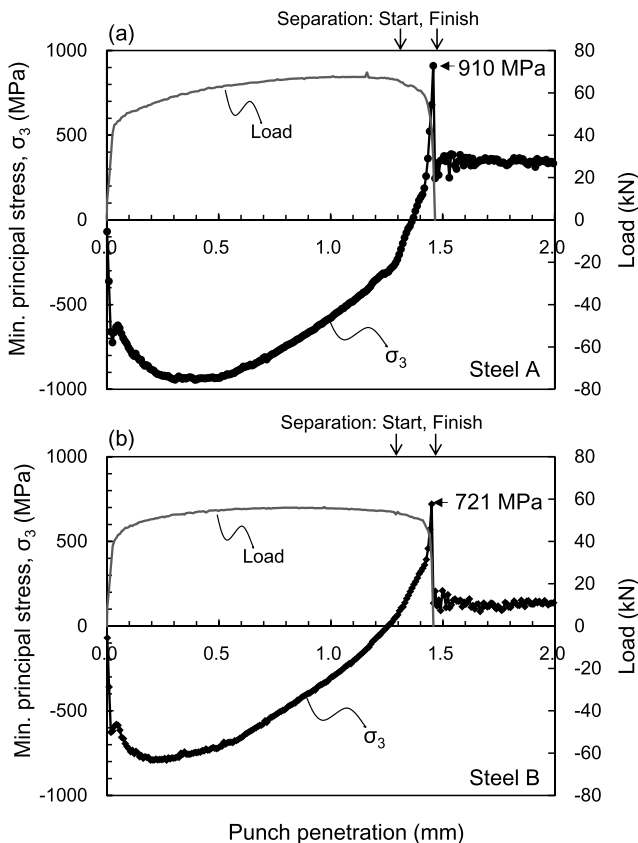 (a)
Separation: Start, Finish
1000
500
0
-500
-1000
Min. principal stress, σ3 (MPa)
80
60
40
20
0
-20
-40
-60
-80
Load (kN)
910 MPa
Load
0.0 0.5 1.0 1.5 2.0
σ3
Steel A
(b)
Separation: Start, Finish
1000
500
0
-500
-1000
Min. principal stress, σ3 (MPa)
80
60
40
20
0
-20
-40
-60
-80
Load (kN)
721 MPa
Load
0.0 0.5 1.0 1.5 2.0
σ3
Steel B
Punch penetration (mm)